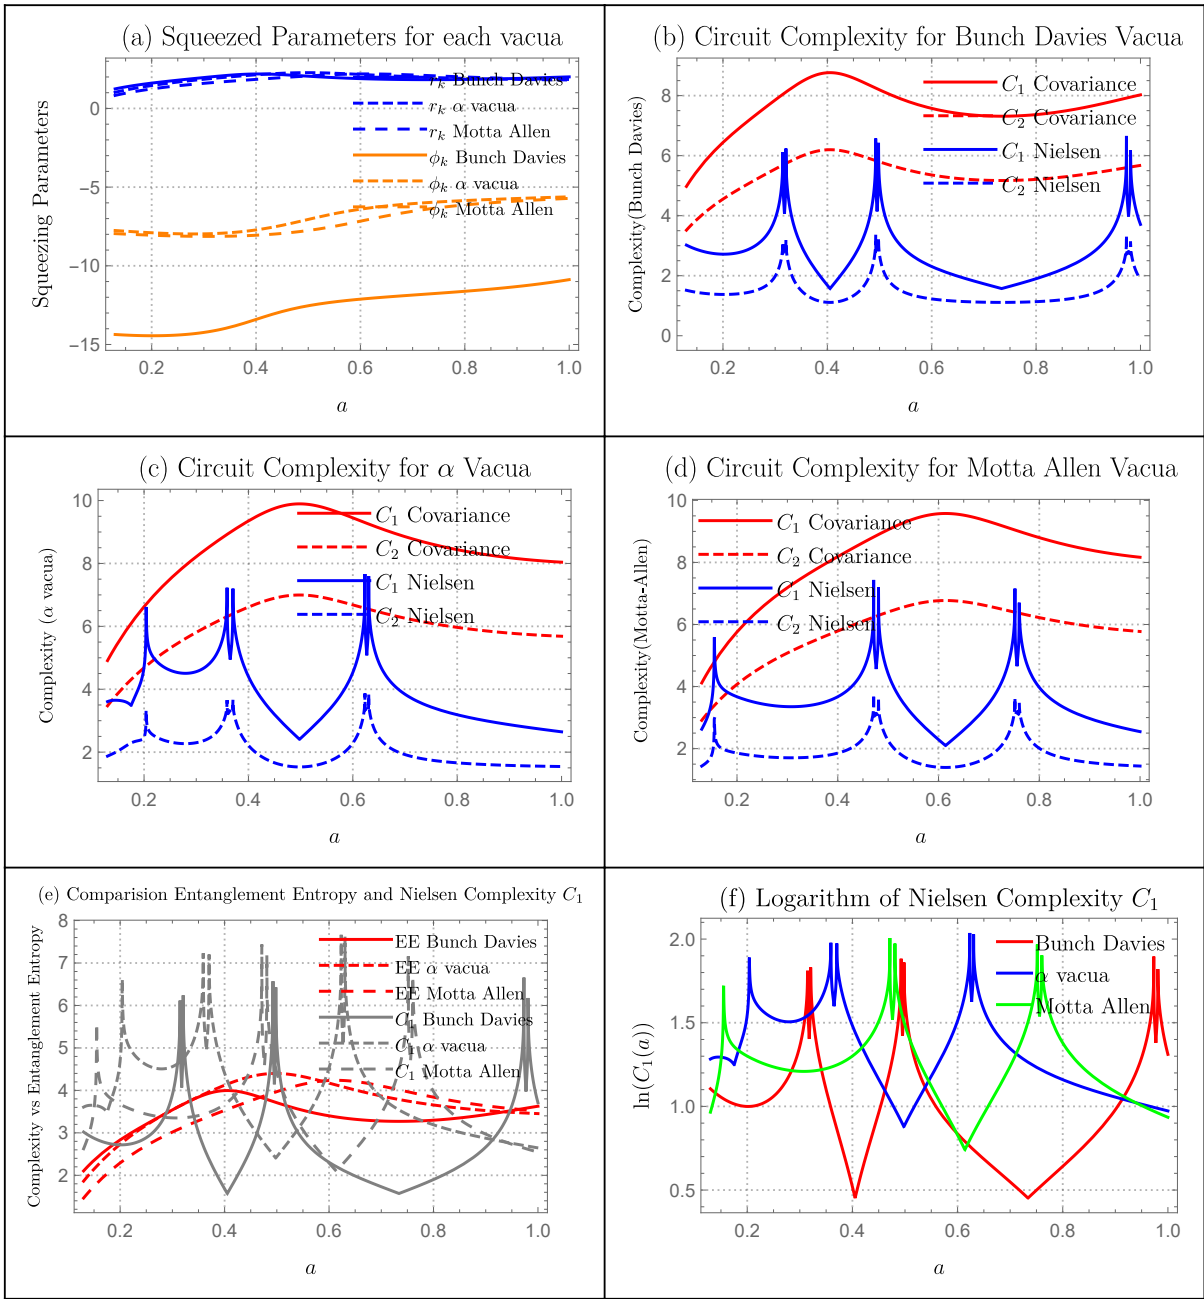 (a) Squeezed Parameters for each vacua
Squeezing Parameters
0
−5
−10
−15
r_k Bunch Davies
r_k α vacua
r_k Motta Allen
ϕ_k Bunch Davies
ϕ_k α vacua
ϕ_k Motta Allen
0.2 0.4 0.6 0.8 1.0
a
(b) Circuit Complexity for Bunch Davies Vacua
Complexity(Bunch Davies)
8
6
4
2
0
C_1 Covariance
C_2 Covariance
C_1 Nielsen
C_2 Nielsen
0.2 0.4 0.6 0.8 1.0
a
(c) Circuit Complexity for α Vacua
Complexity (α vacua)
10
8
6
4
2
C_1 Covariance
C_2 Covariance
C_1 Nielsen
C_2 Nielsen
0.2 0.4 0.6 0.8 1.0
a
(d) Circuit Complexity for Motta Allen Vacua
Complexity(Motta-Allen)
10
8
6
4
2
C_1 Covariance
C_2 Covariance
C_1 Nielsen
C_2 Nielsen
0.2 0.4 0.6 0.8 1.0
a
(e) Comparision Entanglement Entropy and Nielsen Complexity C_1
Complexity vs Entanglement Entropy
8
7
6
5
4
3
2
EE Bunch Davies
EE α vacua
EE Motta Allen
C_1 Bunch Davies
C_1 α vacua
C_1 Motta Allen
0.2 0.4 0.6 0.8 1.0
a
(f) Logarithm of Nielsen Complexity C_1
ln(C_1(a))
2.0
1.5
1.0
0.5
Bunch Davies
α vacua
Motta Allen
0.2 0.4 0.6 0.8 1.0
a